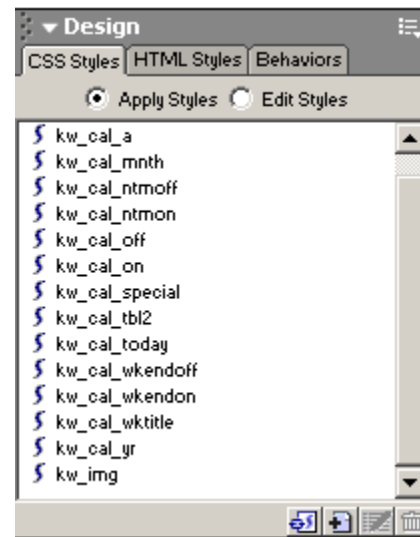 Design
CSS Styles HTML Styles Behaviors
Apply Styles Edit Styles
kw_cal_a
kw_cal_mnth
kw_cal_ntmoff
kw_cal_ntmon
kw_cal_off
kw_cal_on
kw_cal_special
kw_cal_tbl2
kw_cal_today
kw_cal_wkendoff
kw_cal_wkendon
kw_cal_wktitle
kw_cal_yr
kw_img